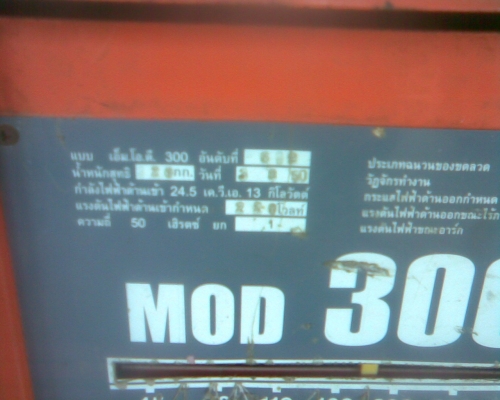 แบบ เอ็ม.โอ.ดี. 300 อันดับที่
น้ำหนักสุทธิ กก. วันที่
กำลังไฟฟ้าด้านเข้า 24.5 เค.วี.เอ. 13 กิโลวัตต์
แรงดันไฟฟ้าด้านเข้ากำหนด 220 โวลท์
ความถี่ 50 เฮิรตซ์ 1
ประเภทฉนวนของขดลวด
วัฏจักรทำงาน
กระแสไฟฟ้าด้านออกกำหนด
แรงดันไฟฟ้าด้านออกขณะไร้
แรงดันไฟฟ้าขณะอาร์ค
MOD 300